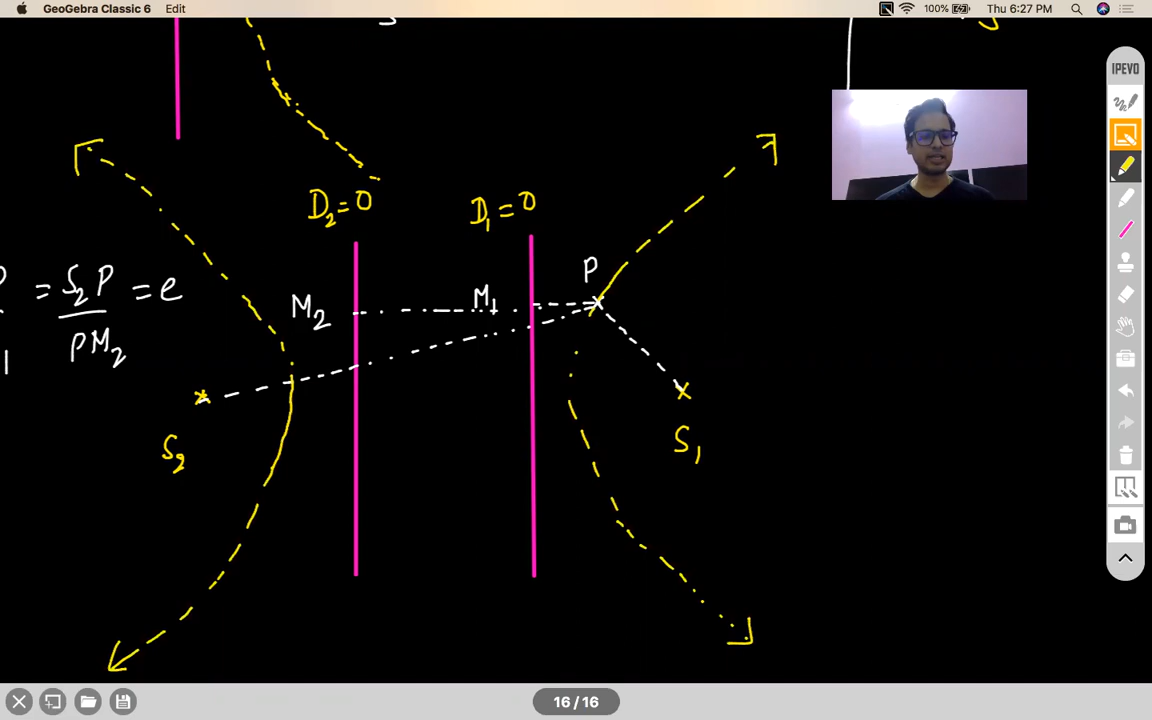 GeoGebra Classic 6 Edit 100% Thu 6:27 PM
IPEVO
D₂ = 0
D₁ = 0
P
= S₂P = e
PM₂
1
M₂
M₁
S₂
S₁
16 / 16